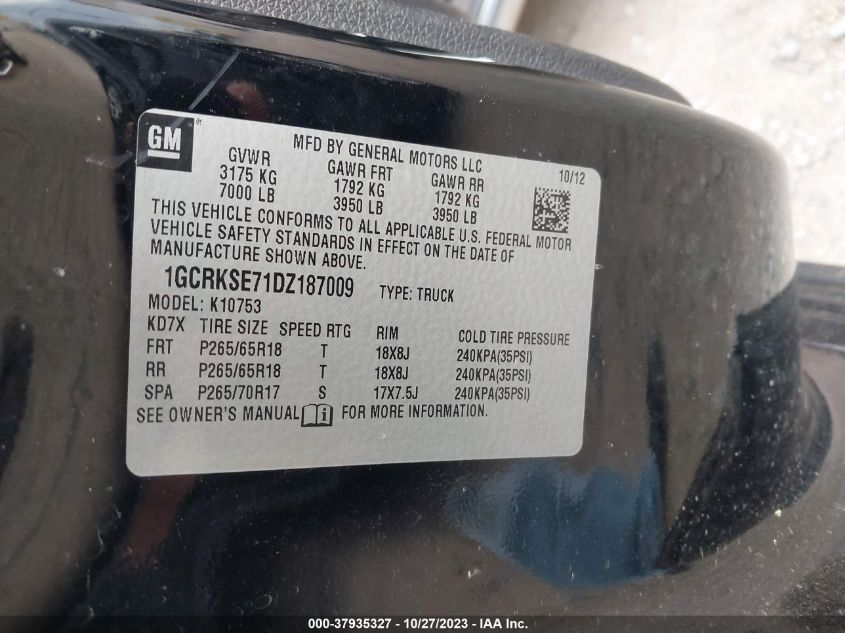 GM ®
MFD BY GENERAL MOTORS LLC
10/12
GVWR GAWR FRT GAWR RR
3175 KG 1792 KG 1792 KG
7000 LB 3950 LB 3950 LB
THIS VEHICLE CONFORMS TO ALL APPLICABLE U.S. FEDERAL MOTOR
VEHICLE SAFETY STANDARDS IN EFFECT ON THE DATE OF
MANUFACTURE SHOWN ABOVE.
1GCRKSE71DZ187009 TYPE: TRUCK
MODEL: K10753
KD7X TIRE SIZE SPEED RTG RIM COLD TIRE PRESSURE
FRT P265/65R18 T 18X8J 240KPA(35PSI)
RR P265/65R18 T 18X8J 240KPA(35PSI)
SPA P265/70R17 S 17X7.5J 240KPA(35PSI)
SEE OWNER'S MANUAL FOR MORE INFORMATION.
000-37935327 - 10/27/2023 - IAA Inc.